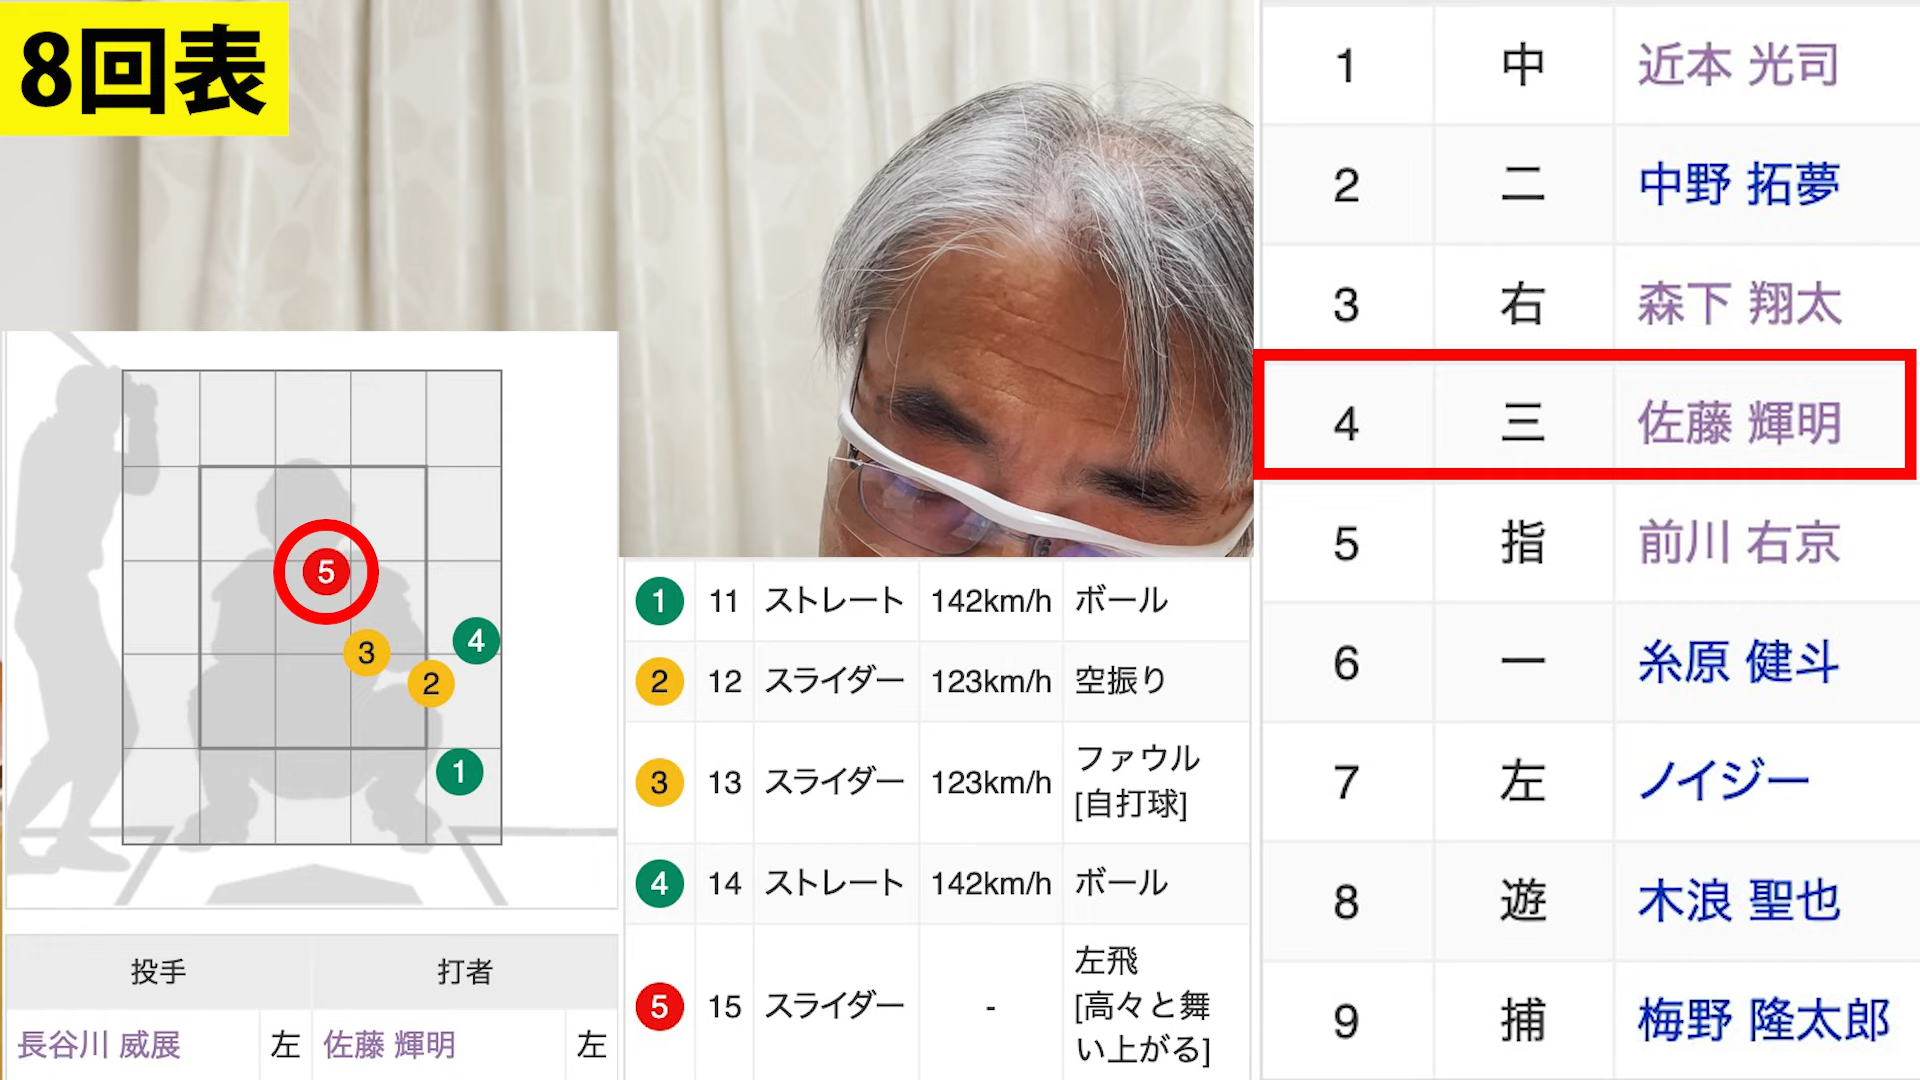 8回表
5
3
4
2
1
投手 打者
長谷川 威展 左 佐藤 輝明 左
1 11 ストレート 142km/h ボール
2 12 スライダー 123km/h 空振り
3 13 スライダー 123km/h ファウル
[自打球]
4 14 ストレート 142km/h ボール
5 15 スライダー - 左飛
[高々と舞
い上がる]
1 中 近本 光司
2 二 中野 拓夢
3 右 森下 翔太
4 三 佐藤 輝明
5 指 前川 右京
6 一 糸原 健斗
7 左 ノイジー
8 遊 木浪 聖也
9 捕 梅野 隆太郎